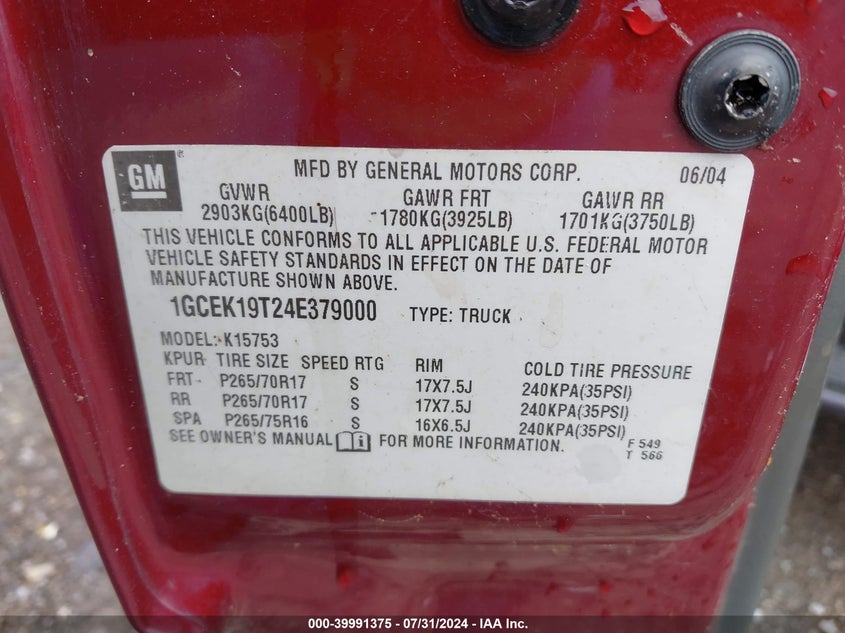 GM ®
MFD BY GENERAL MOTORS CORP. 06/04
GVWR GAWR FRT GAWR RR
2903KG(6400LB) 1780KG(3925LB) 1701KG(3750LB)
THIS VEHICLE CONFORMS TO ALL APPLICABLE U.S. FEDERAL MOTOR
VEHICLE SAFETY STANDARDS IN EFFECT ON THE DATE OF
MANUFACTURE SHOWN ABOVE.
1GCEK19T24E379000 TYPE: TRUCK
MODEL: K15753
KPUR TIRE SIZE SPEED RTG RIM COLD TIRE PRESSURE
FRT P265/70R17 S 17X7.5J 240KPA(35PSI)
RR P265/70R17 S 17X7.5J 240KPA(35PSI)
SPA P265/75R16 S 16X6.5J 240KPA(35PSI)
SEE OWNER'S MANUAL i FOR MORE INFORMATION. F 549
T 566
000-39991375 / 07/31/2024 - IAA Inc.